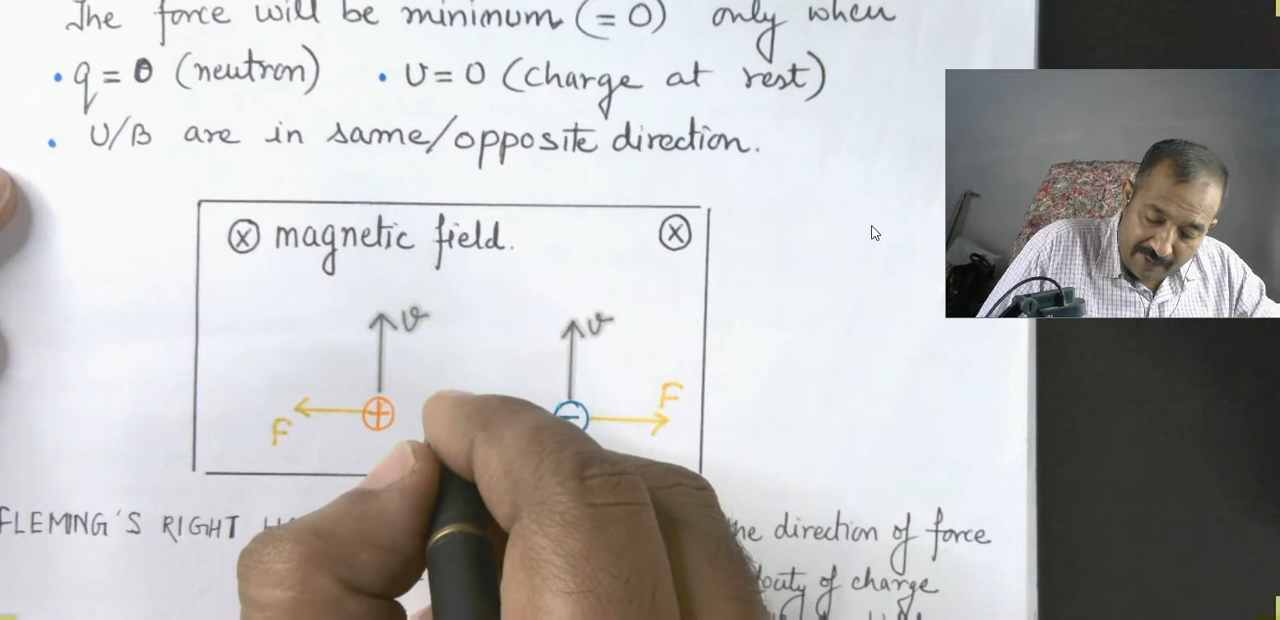 The force will be minimum (=0) only when
• q = 0 (neutron) • v = 0 (charge at rest)
• v/B are in same/opposite direction.
ⓧ magnetic field. ⓧ
v v
F + − F
FLEMING'S RIGHT the direction of force
of charge